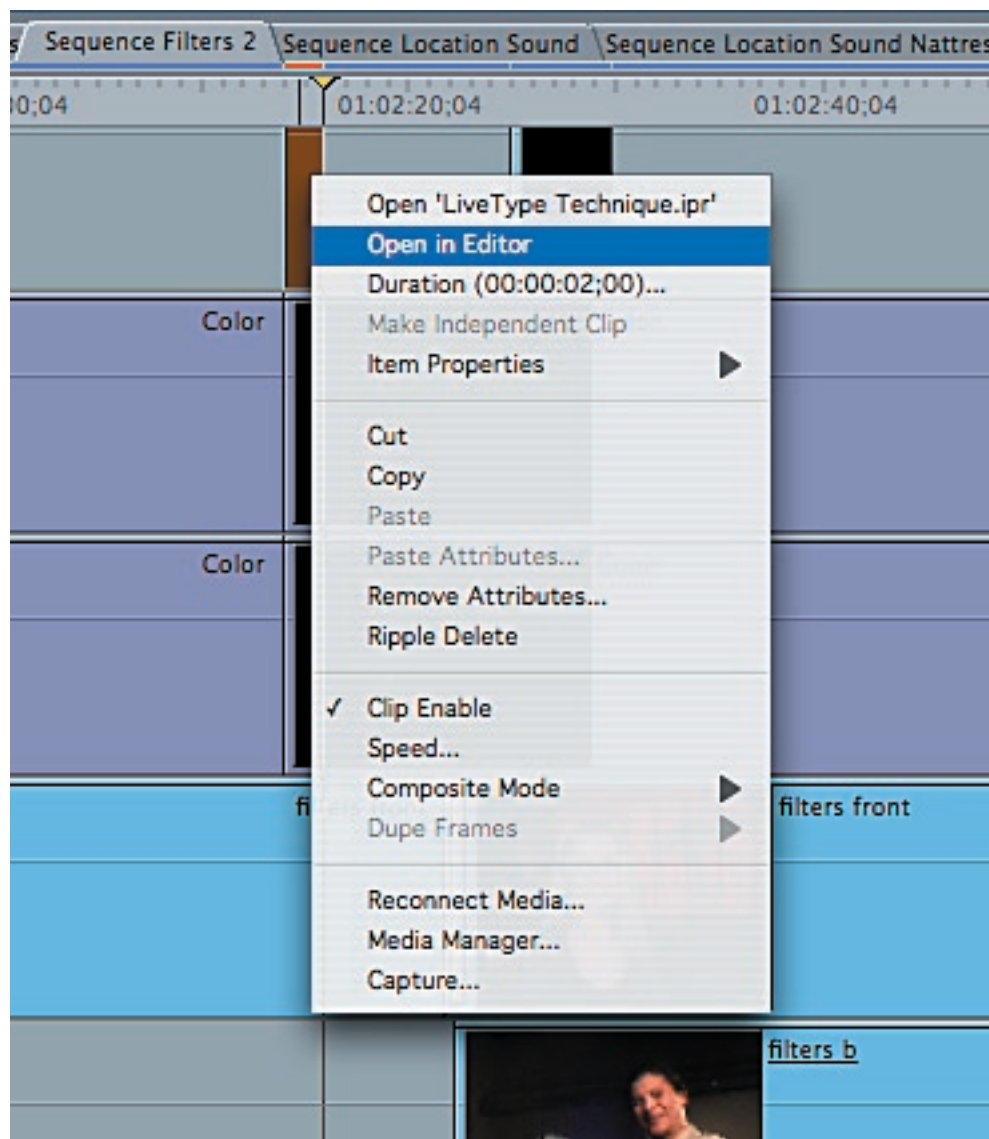 Sequence Filters 2 Sequence Location Sound Sequence Location Sound Nattres
00;04 01:02:20;04 01:02:40;04
Open 'LiveType Technique.ipr'
Open in Editor
Duration (00:00:02;00)...
Color
Make Independent Clip
Item Properties
Cut
Copy
Paste
Color
Paste Attributes...
Remove Attributes...
Ripple Delete
✓ Clip Enable
Speed...
Composite Mode
filters front
Dupe Frames
Reconnect Media...
Media Manager...
Capture...
filters b